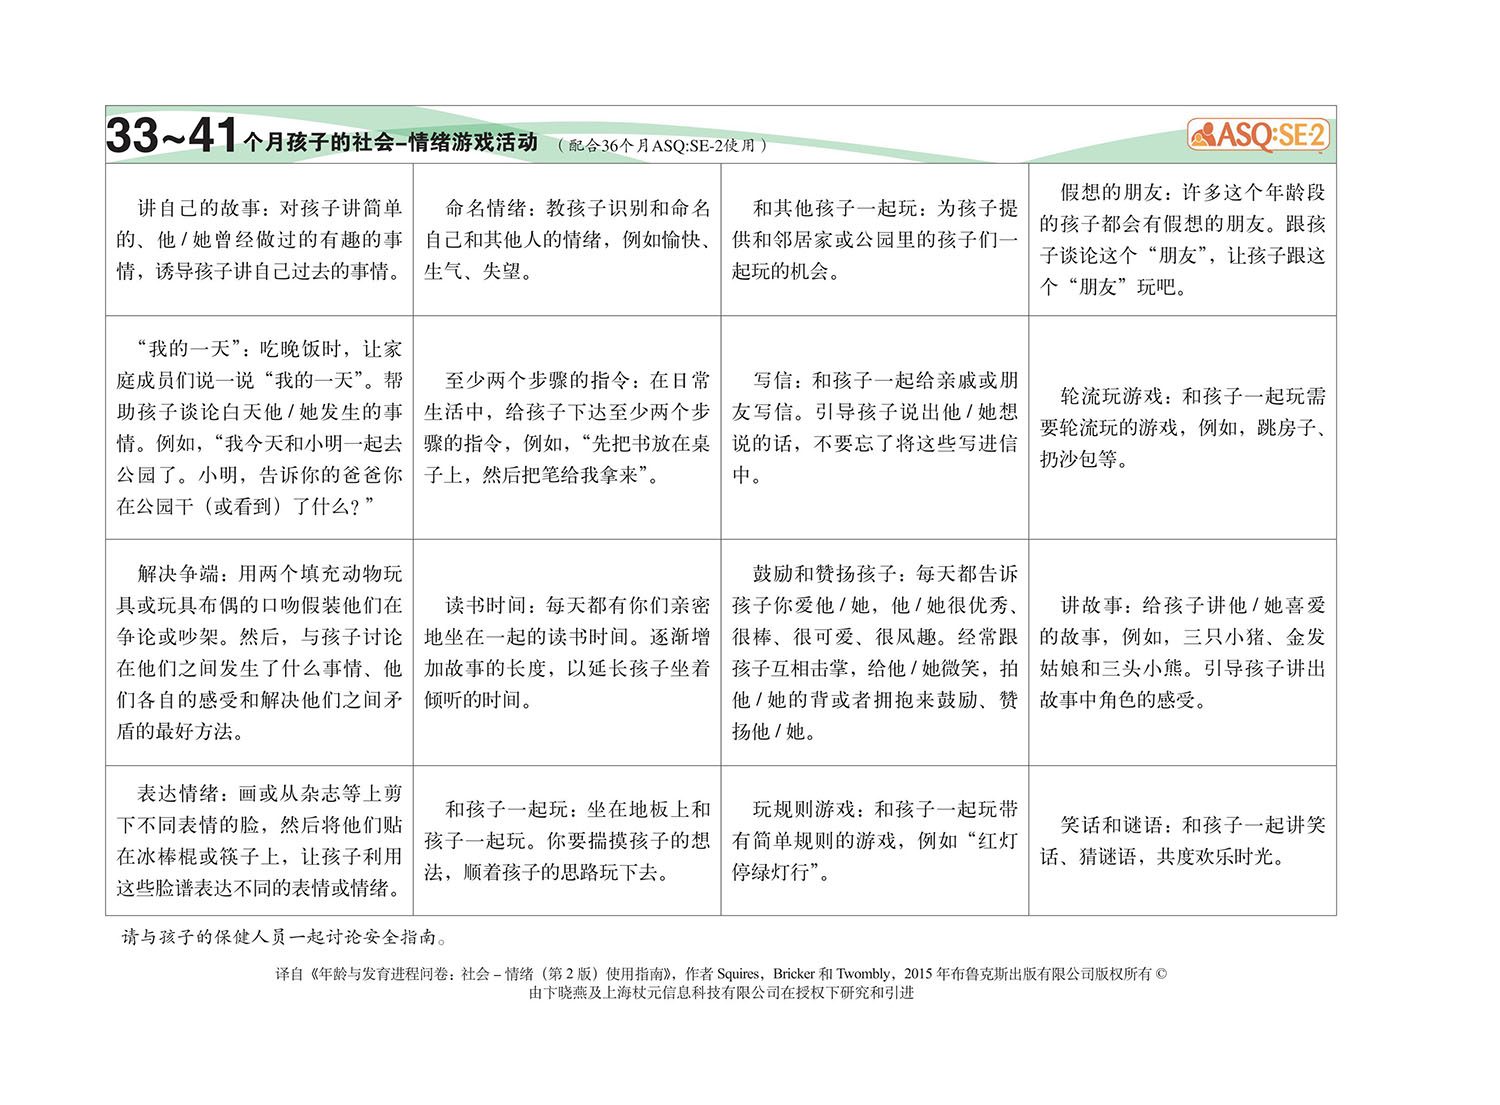 33~41个月孩子的社会–情绪游戏活动 （配合36个月ASQ:SE-2使用）
ASQ:SE-2
讲自己的故事：对孩子讲简单
的、他/她曾经做过的有趣的事
情，诱导孩子讲自己过去的事情。
命名情绪：教孩子识别和命名
自己和其他人的情绪，例如愉快、
生气、失望。
和其他孩子一起玩：为孩子提
供和邻居家或公园里的孩子们一
起玩的机会。
假想的朋友：许多这个年龄段
的孩子都会有假想的朋友。跟孩
子谈论这个“朋友”，让孩子跟这
个“朋友”玩吧。
“我的一天”：吃晚饭时，让家
庭成员们说一说“我的一天”。帮
助孩子谈论白天他/她发生的事
情。例如，“我今天和小明一起去
公园了。小明，告诉你的爸爸你
在公园干（或看到）了什么？”
至少两个步骤的指令：在日常
生活中，给孩子下达至少两个步
骤的指令，例如，“先把书放在桌
子上，然后把笔给我拿来”。
写信：和孩子一起给亲戚或朋
友写信。引导孩子说出他/她想
说的话，不要忘了将这些写进信
中。
轮流玩游戏：和孩子一起玩需
要轮流玩的游戏，例如，跳房子、
扔沙包等。
解决争端：用两个填充动物玩
具或玩具布偶的口吻假装他们在
争论或吵架。然后，与孩子讨论
在他们之间发生了什么事情、他
们各自的感受和解决他们之间矛
盾的最好方法。
读书时间：每天都有你们亲密
地坐在一起的读书时间。逐渐增
加故事的长度，以延长孩子坐着
倾听的时间。
鼓励和赞扬孩子：每天都告诉
孩子你爱他/她，他/她很优秀、
很棒、很可爱、很风趣。经常跟
孩子互相击掌，给他/她微笑，拍
他/她的背或者拥抱来鼓励、赞
扬他/她。
讲故事：给孩子讲他/她喜爱
的故事，例如，三只小猪、金发
姑娘和三头小熊。引导孩子讲出
故事中角色的感受。
表达情绪：画或从杂志等上剪
下不同表情的脸，然后将他们贴
在冰棒棍或筷子上，让孩子利用
这些脸谱表达不同的表情或情绪。
和孩子一起玩：坐在地板上和
孩子一起玩。你要揣摸孩子的想
法，顺着孩子的思路玩下去。
玩规则游戏：和孩子一起玩带
有简单规则的游戏，例如“红灯
停绿灯行”。
笑话和谜语：和孩子一起讲笑
话、猜谜语，共度欢乐时光。
请与孩子的保健人员一起讨论安全指南。
译自《年龄与发育进程问卷：社会–情绪（第2版）使用指南》，作者 Squires，Bricker 和 Twombly，2015 年布鲁克斯出版有限公司版权所有 ©
由卞晓燕及上海杖元信息科技有限公司在授权下研究和引进